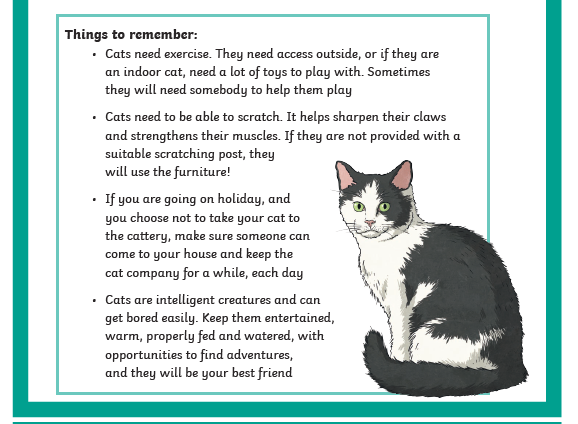 Things to remember:
• Cats need exercise. They need access outside, or if they are
an indoor cat, need a lot of toys to play with. Sometimes
they will need somebody to help them play
• Cats need to be able to scratch. It helps sharpen their claws
and strengthens their muscles. If they are not provided with a
suitable scratching post, they
will use the furniture!
• If you are going on holiday, and
you choose not to take your cat to
the cattery, make sure someone can
come to your house and keep the
cat company for a while, each day
• Cats are intelligent creatures and can
get bored easily. Keep them entertained,
warm, properly fed and watered, with
opportunities to find adventures,
and they will be your best friend